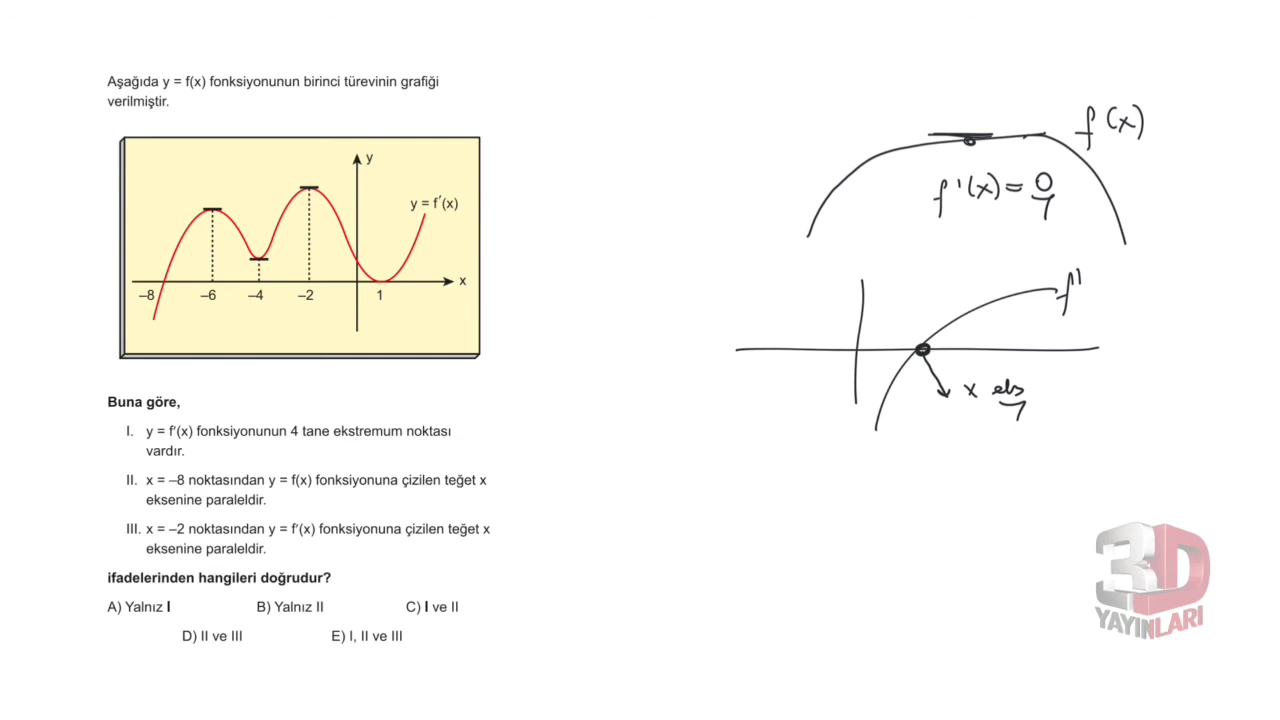 Aşağıda y = f(x) fonksiyonunun birinci türevinin grafiği
verilmiştir.
y
y = f′(x)
x
–8
–6
–4
–2
1
Buna göre,
I. y = f′(x) fonksiyonunun 4 tane ekstremum noktası
vardır.
II. x = –8 noktasından y = f(x) fonksiyonuna çizilen teğet x
eksenine paraleldir.
III. x = –2 noktasından y = f′(x) fonksiyonuna çizilen teğet x
eksenine paraleldir.
ifadelerinden hangileri doğrudur?
A) Yalnız I
B) Yalnız II
C) I ve II
D) II ve III
E) I, II ve III
f(x)
f'(x) = 0
f'
x eks
3D
YAYINLARI